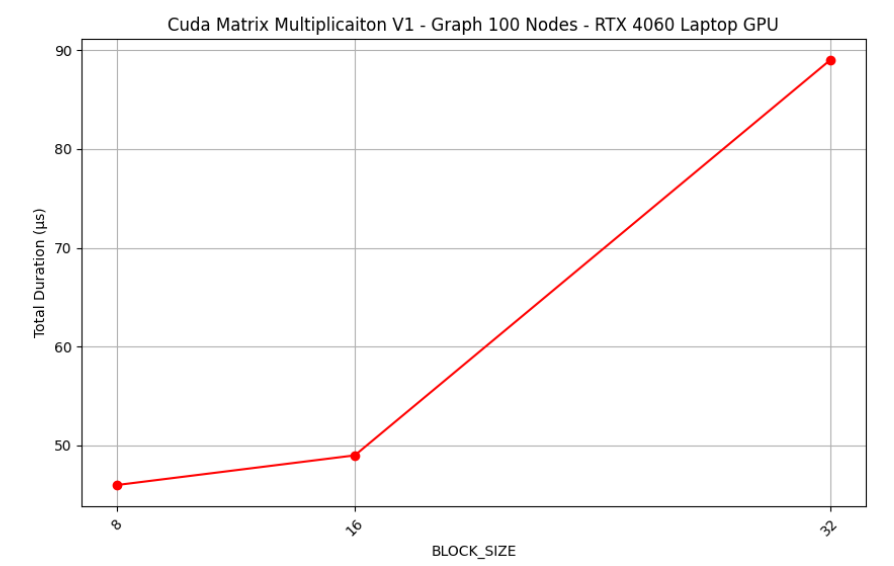 Cuda Matrix Multiplicaiton V1 - Graph 100 Nodes - RTX 4060 Laptop GPU
90
80
70
60
50
Total Duration (µs)
8
16
32
BLOCK_SIZE